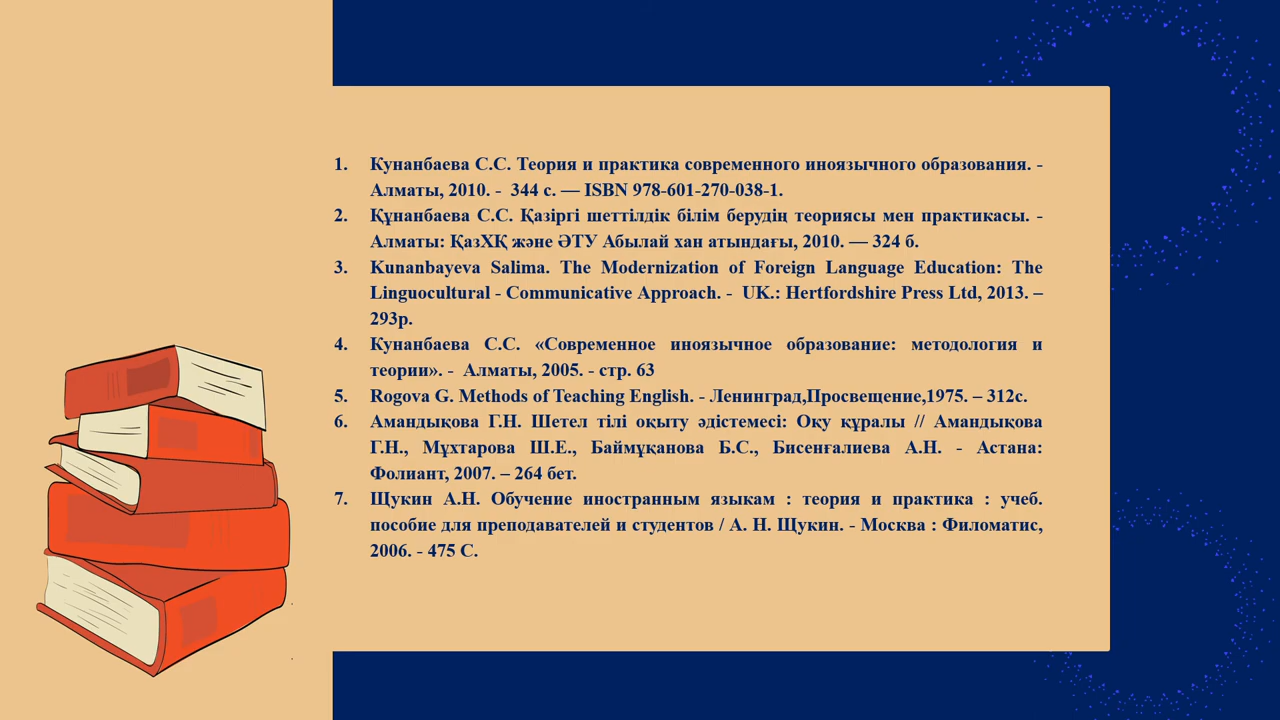 1. Кунанбаева С.С. Теория и практика современного иноязычного образования. -
Алматы, 2010. - 344 с. — ISBN 978-601-270-038-1.
2. Құнанбаева С.С. Қазіргі шеттілдік білім берудің теориясы мен практикасы. -
Алматы: ҚазХҚ және ӘТУ Абылай хан атындағы, 2010. — 324 б.
3. Kunanbayeva Salima. The Modernization of Foreign Language Education: The
Linguocultural - Communicative Approach. - UK.: Hertfordshire Press Ltd, 2013. –
293p.
4. Кунанбаева С.С. «Современное иноязычное образование: методология и
теории». - Алматы, 2005. - стр. 63
5. Rogova G. Methods of Teaching English. - Ленинград,Просвещение,1975. – 312с.
6. Амандықова Г.Н. Шетел тілі оқыту әдістемесі: Оқу құралы // Амандықова
Г.Н., Мұхтарова Ш.Е., Баймұқанова Б.С., Бисенғалиева А.Н. - Астана:
Фолиант, 2007. – 264 бет.
7. Щукин А.Н. Обучение иностранным языкам : теория и практика : учеб.
пособие для преподавателей и студентов / А. Н. Щукин. - Москва : Филоматис,
2006. - 475 С.